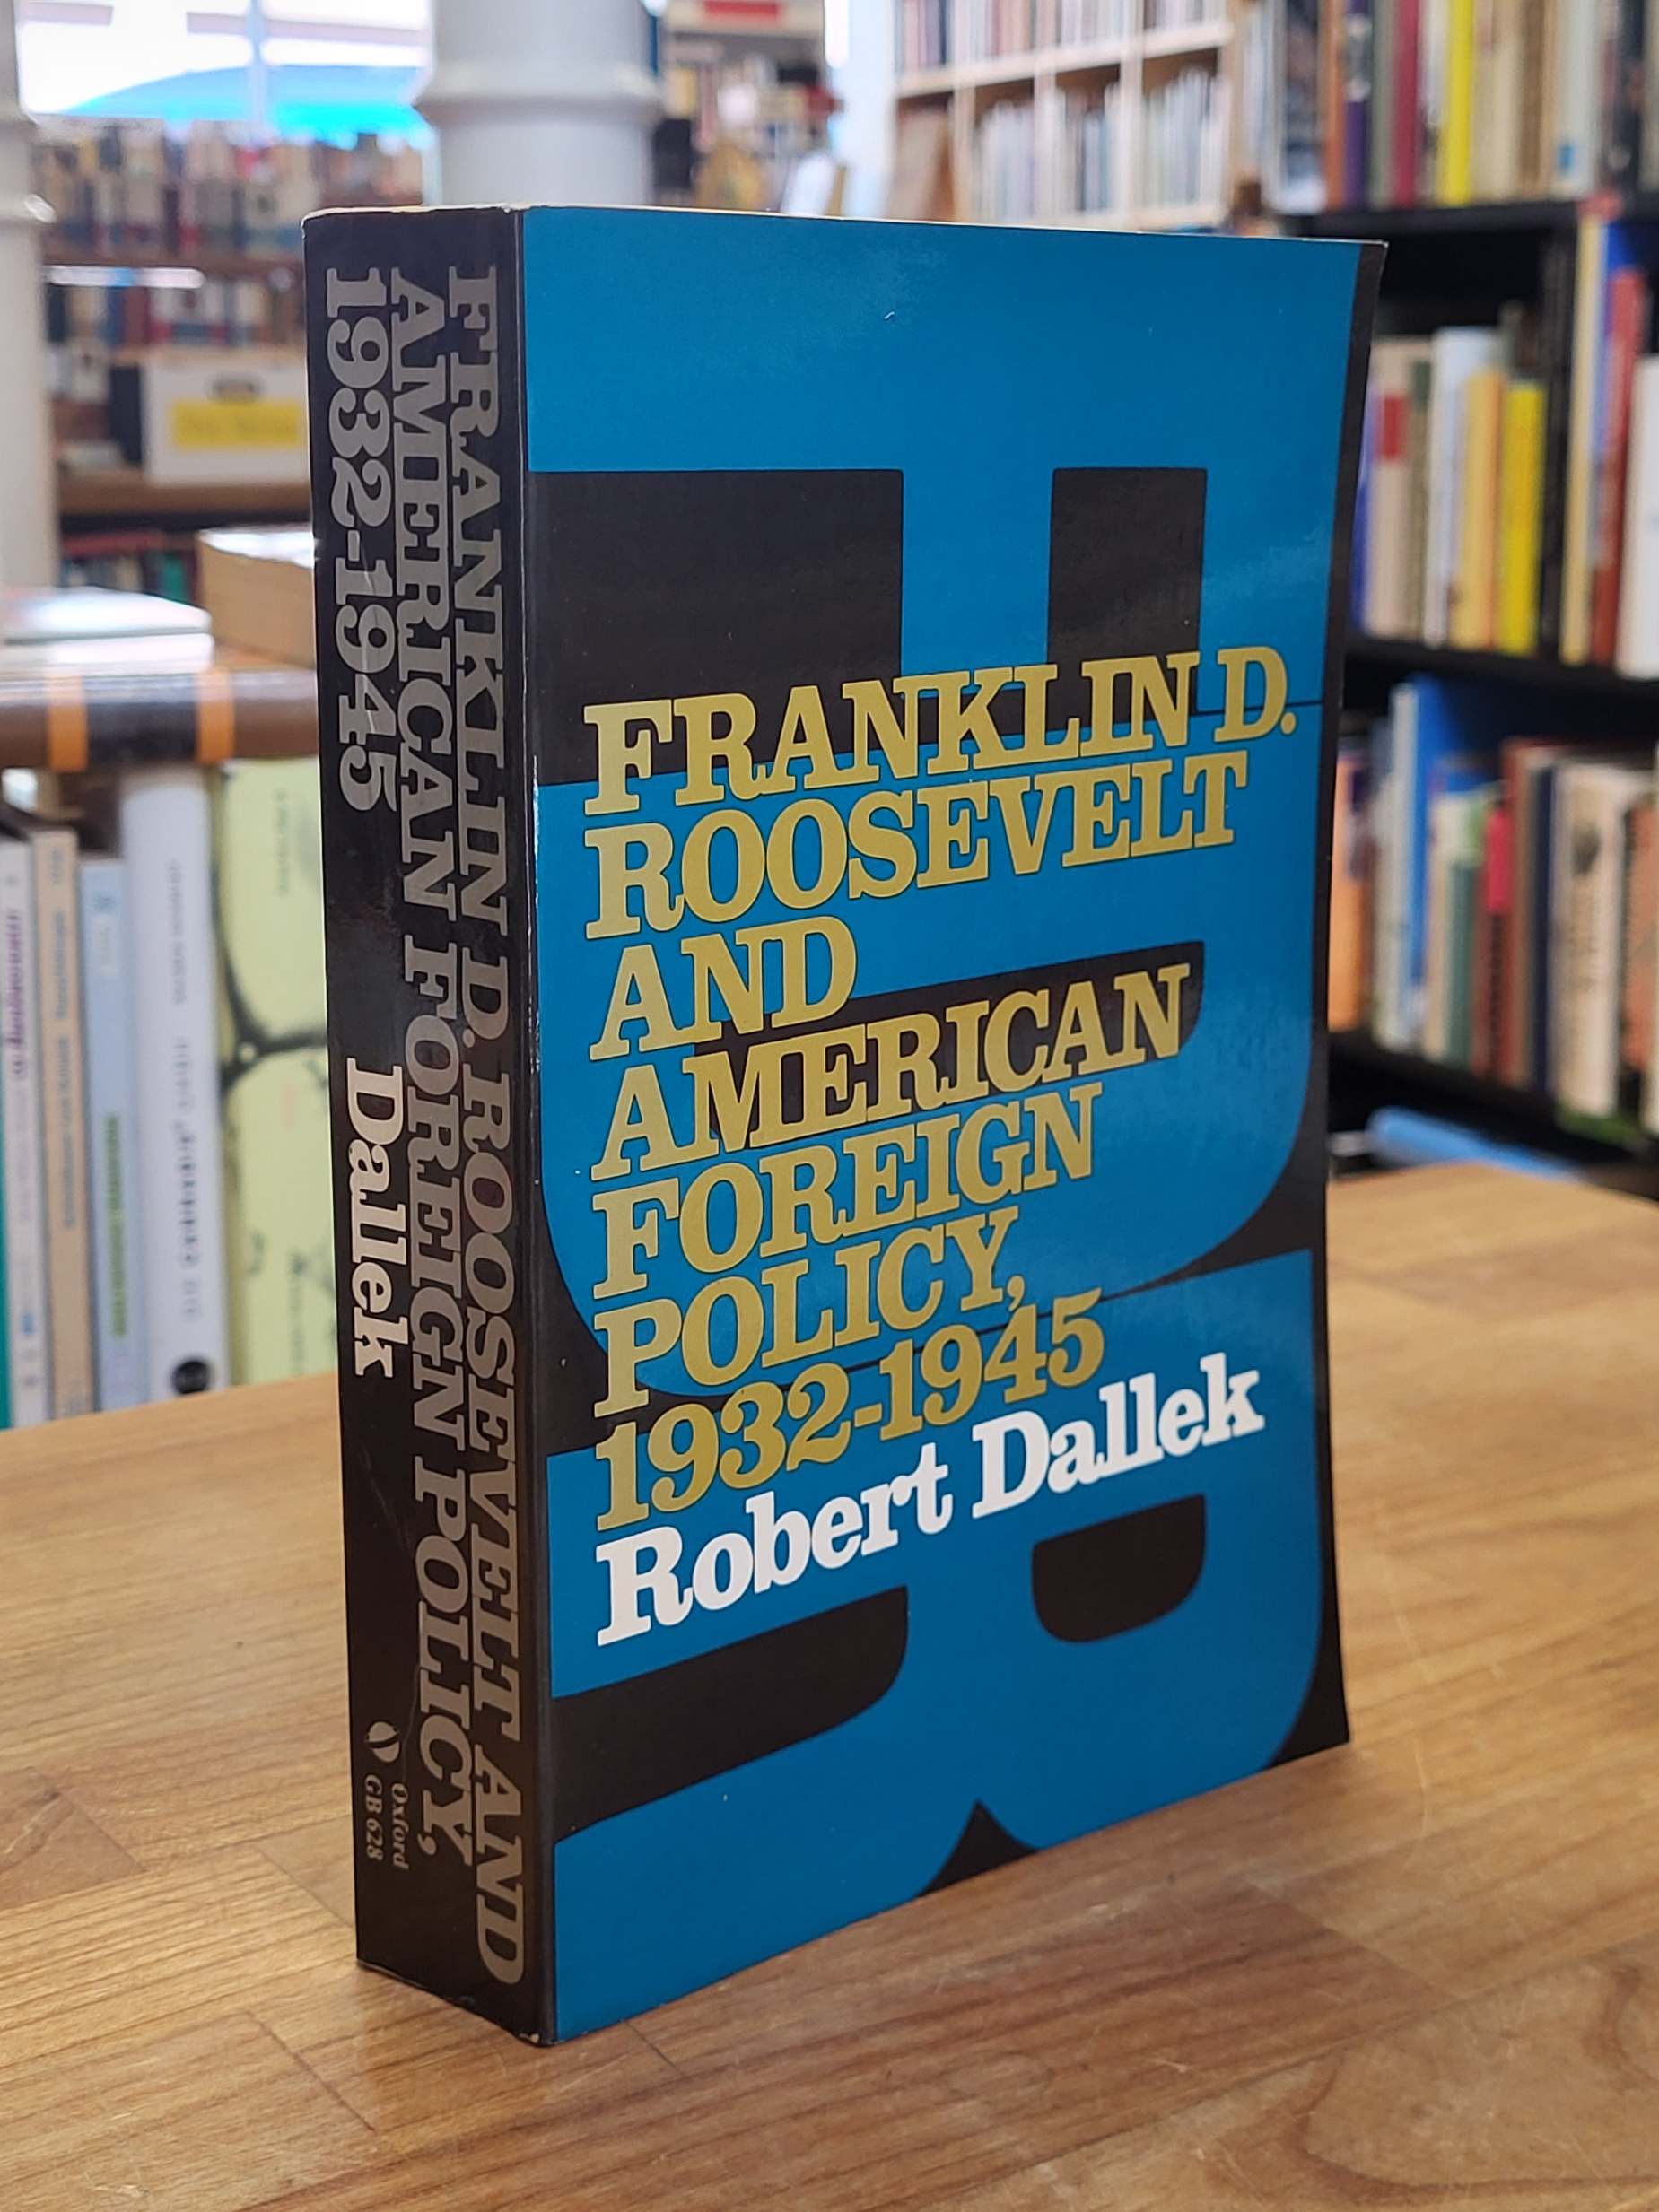 FRANKLIN D. ROOSEVELT AND
AMERICAN FOREIGN POLICY,
1932-1945
Dallek
Oxford
GB 628
FRANKLIN D.
ROOSEVELT
AND
AMERICAN
FOREIGN
POLICY,
1932-1945
Robert Dallek